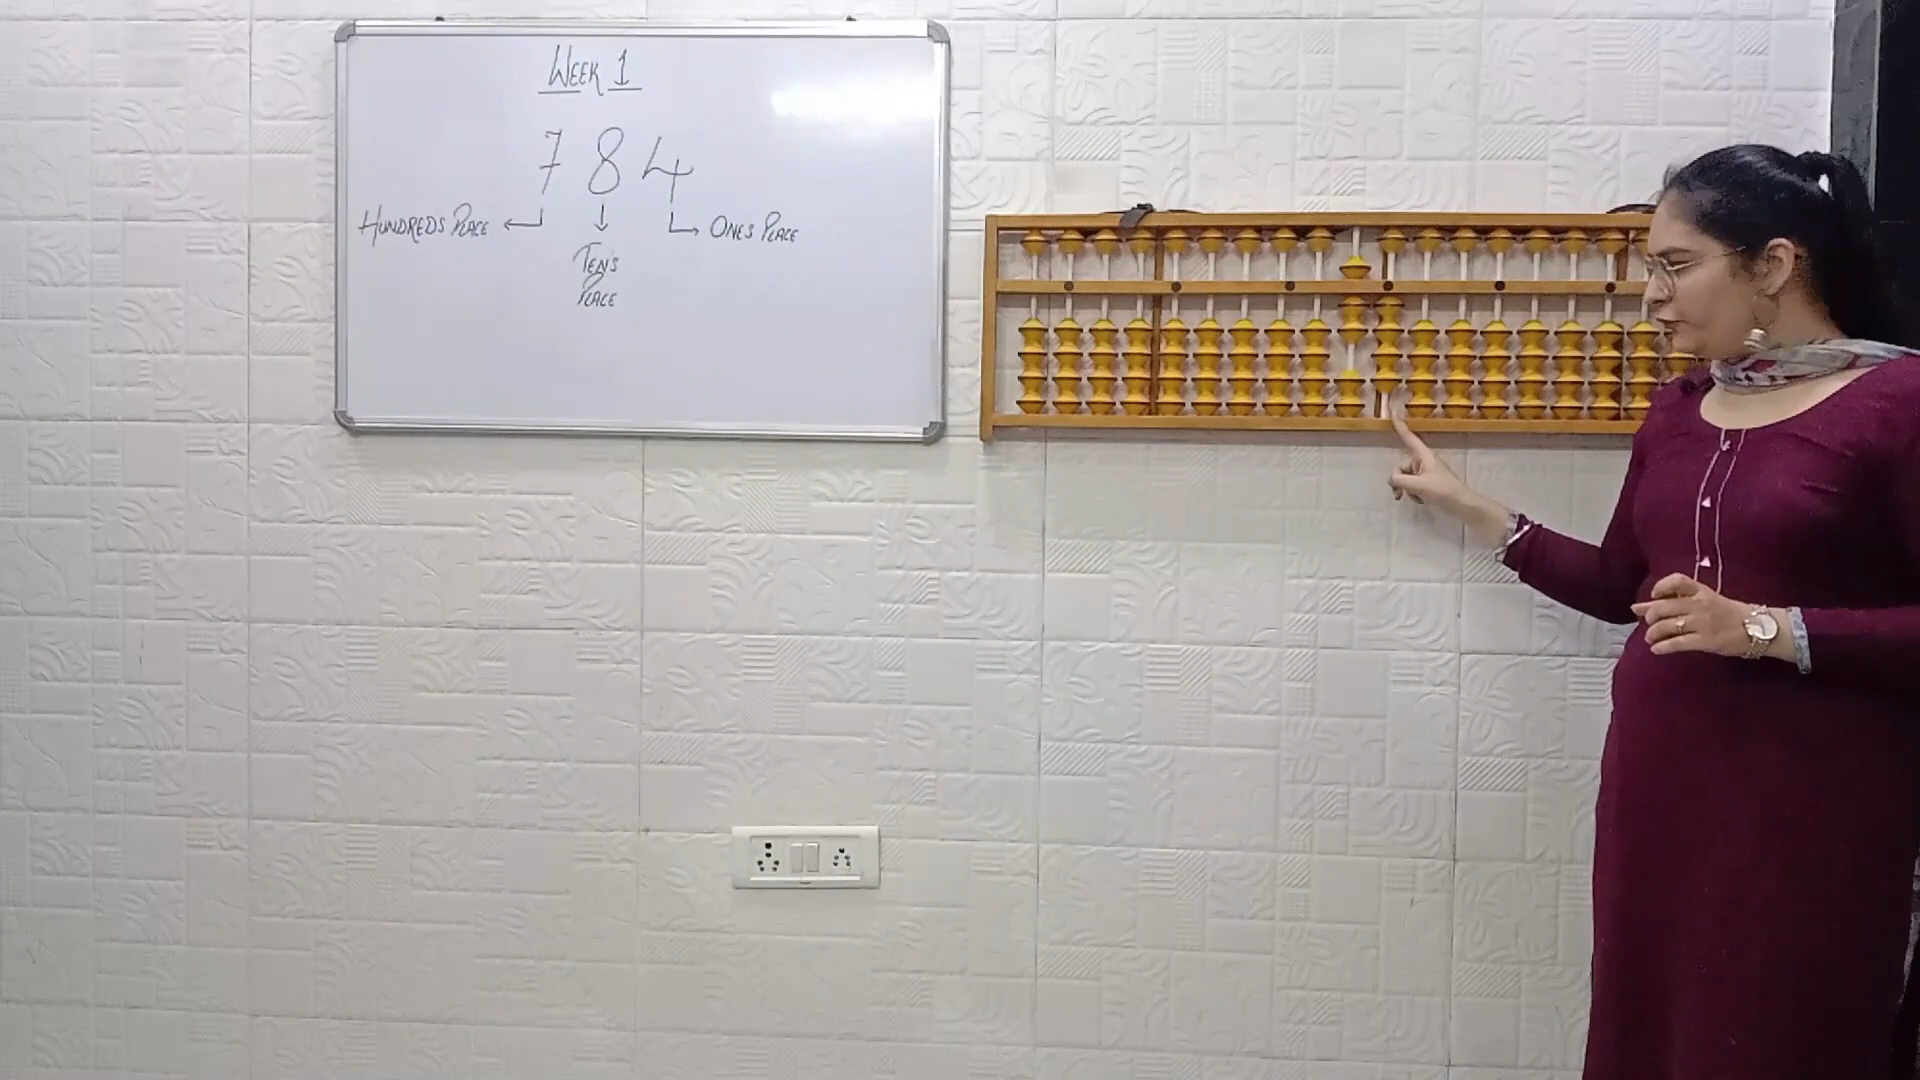 WEEK 1
7 8 4
HUNDREDS PLACE
ONES PLACE
TEN'S
PLACE